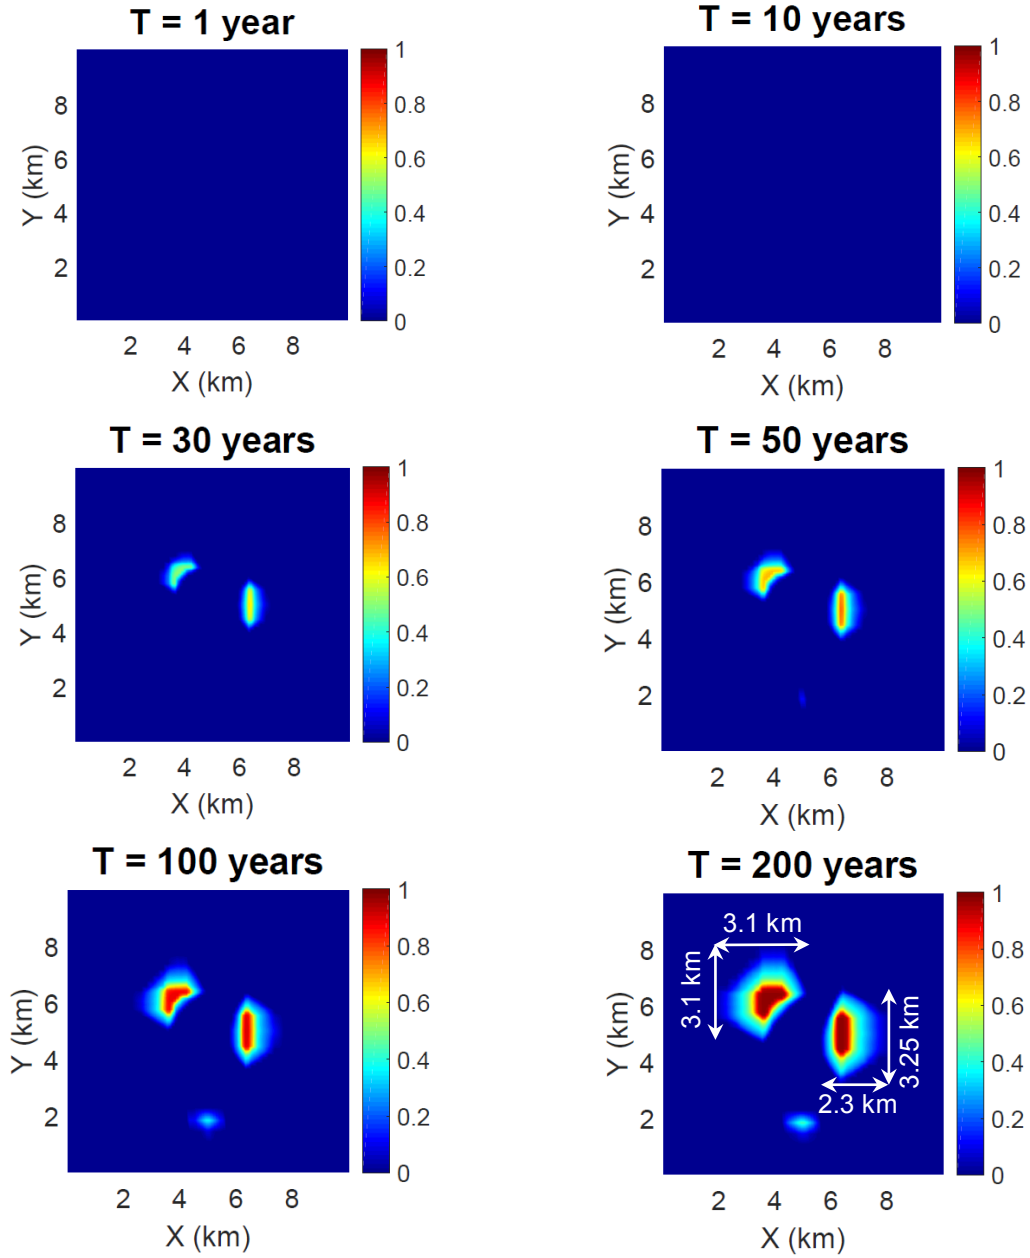 T = 1 year
1
0.8
0.6
0.4
0.2
0
8
6
4
2
Y (km)
2 4 6 8
X (km)
T = 10 years
1
0.8
0.6
0.4
0.2
0
8
6
4
2
Y (km)
2 4 6 8
X (km)
T = 30 years
1
0.8
0.6
0.4
0.2
0
8
6
4
2
Y (km)
2 4 6 8
X (km)
T = 50 years
1
0.8
0.6
0.4
0.2
0
8
6
4
2
Y (km)
2 4 6 8
X (km)
T = 100 years
1
0.8
0.6
0.4
0.2
0
8
6
4
2
Y (km)
2 4 6 8
X (km)
T = 200 years
1
0.8
0.6
0.4
0.2
0
8
6
4
2
Y (km)
3.1 km
3.1 km
3.25 km
2.3 km
2 4 6 8
X (km)